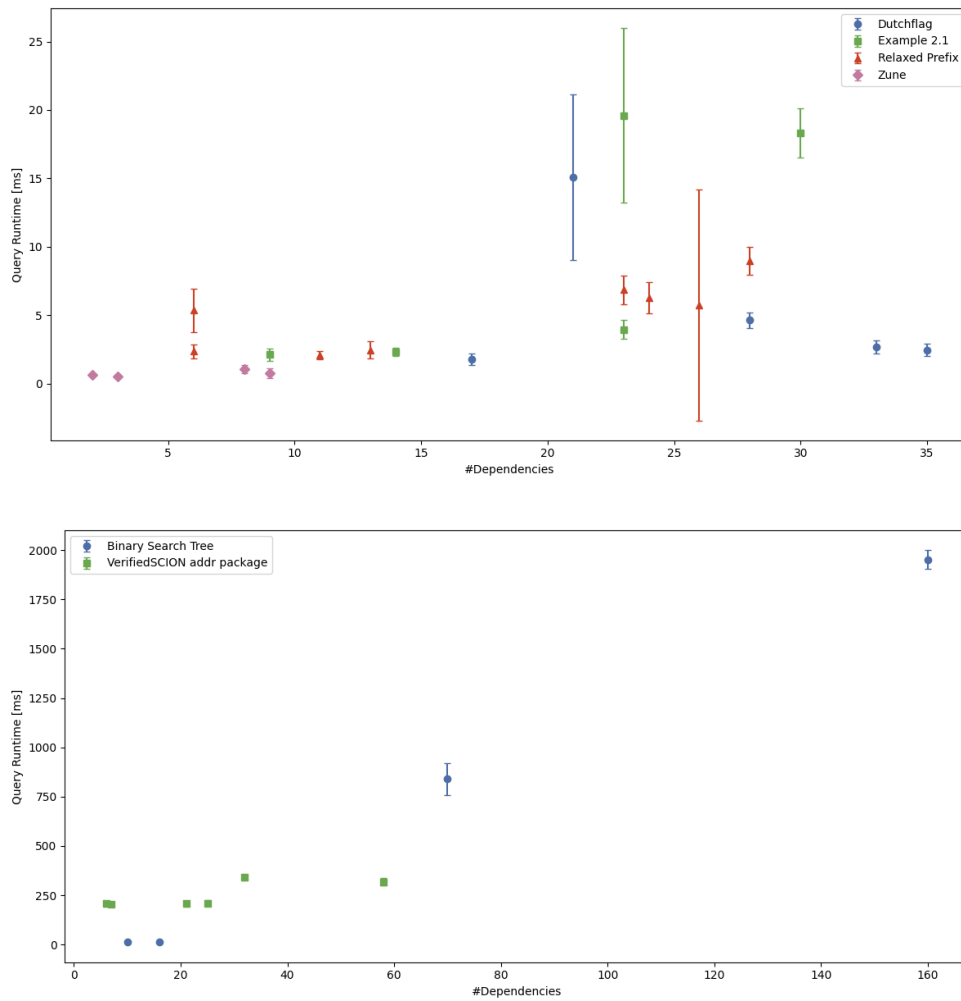 Dutchflag
Example 2.1
Relaxed Prefix
Zune
25
20
15
10
5
0
Query Runtime [ms]
5 10 15 20 25 30 35
#Dependencies
Binary Search Tree
VerifiedSCION addr package
2000
1750
1500
1250
1000
750
500
250
0
Query Runtime [ms]
0 20 40 60 80 100 120 140 160
#Dependencies